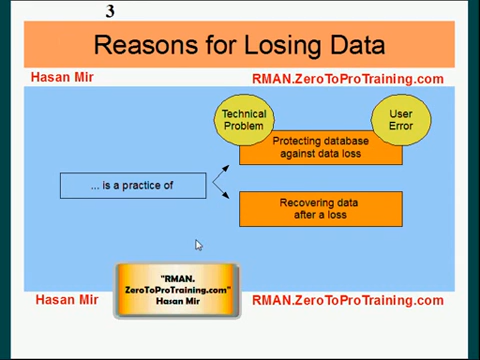 3
Reasons for Losing Data
Hasan Mir
RMAN.ZeroToProTraining.com
Technical
Problem
User
Error
Protecting database
against data loss
... is a practice of
Recovering data
after a loss
"RMAN.
ZeroToProTraining.com"
Hasan Mir
Hasan Mir
RMAN.ZeroToProTraining.com